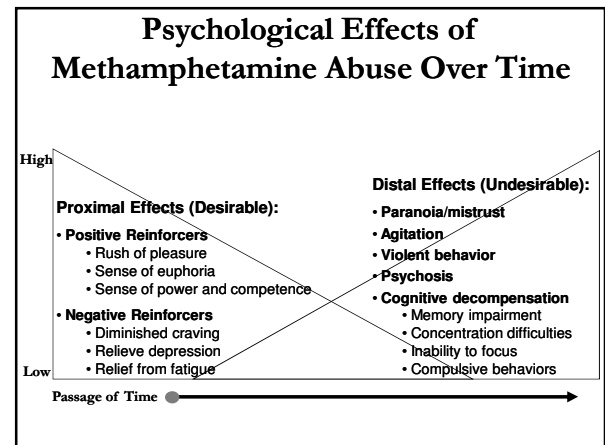 Psychological Effects of
Methamphetamine Abuse Over Time
High
Proximal Effects (Desirable):
• Positive Reinforcers
• Rush of pleasure
• Sense of euphoria
• Sense of power and competence
• Negative Reinforcers
• Diminished craving
• Relieve depression
• Relief from fatigue
Distal Effects (Undesirable):
• Paranoia/mistrust
• Agitation
• Violent behavior
• Psychosis
• Cognitive decompensation
• Memory impairment
• Concentration difficulties
• Inability to focus
• Compulsive behaviors
Low
Passage of Time